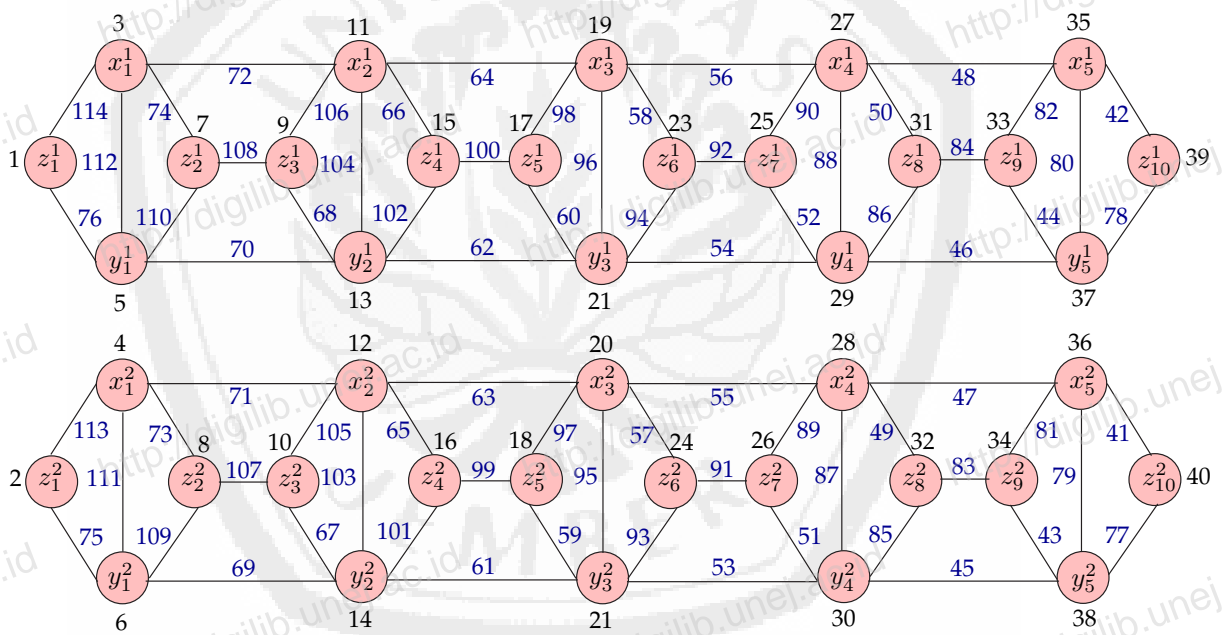 3 11 19 27 35
x_1^1 72 x_2^1 64 x_3^1 56 x_4^1 48 x_5^1
114 74 106 66 98 58 90 50 82 42
7 9 15 17 23 25 31 33
1 z_1^1 112 z_2^1 108 z_3^1 104 z_4^1 100 z_5^1 96 z_6^1 92 z_7^1 88 z_8^1 84 z_9^1 80 z_10^1 39
76 110 68 102 60 94 52 86 44 78
y_1^1 70 y_2^1 62 y_3^1 54 y_4^1 46 y_5^1
5 13 21 29 37
4 12 20 28 36
x_1^2 71 x_2^2 63 x_3^2 55 x_4^2 47 x_5^2
113 73 105 65 97 57 89 49 81 41
8 10 16 18 24 26 32 34
2 z_1^2 111 z_2^2 107 z_3^2 103 z_4^2 99 z_5^2 95 z_6^2 91 z_7^2 87 z_8^2 83 z_9^2 79 z_10^2 40
75 109 67 101 59 93 51 85 43 77
y_1^2 69 y_2^2 61 y_3^2 53 y_4^2 45 y_5^2
6 14 21 30 38
http://digilib.unej.ac.id